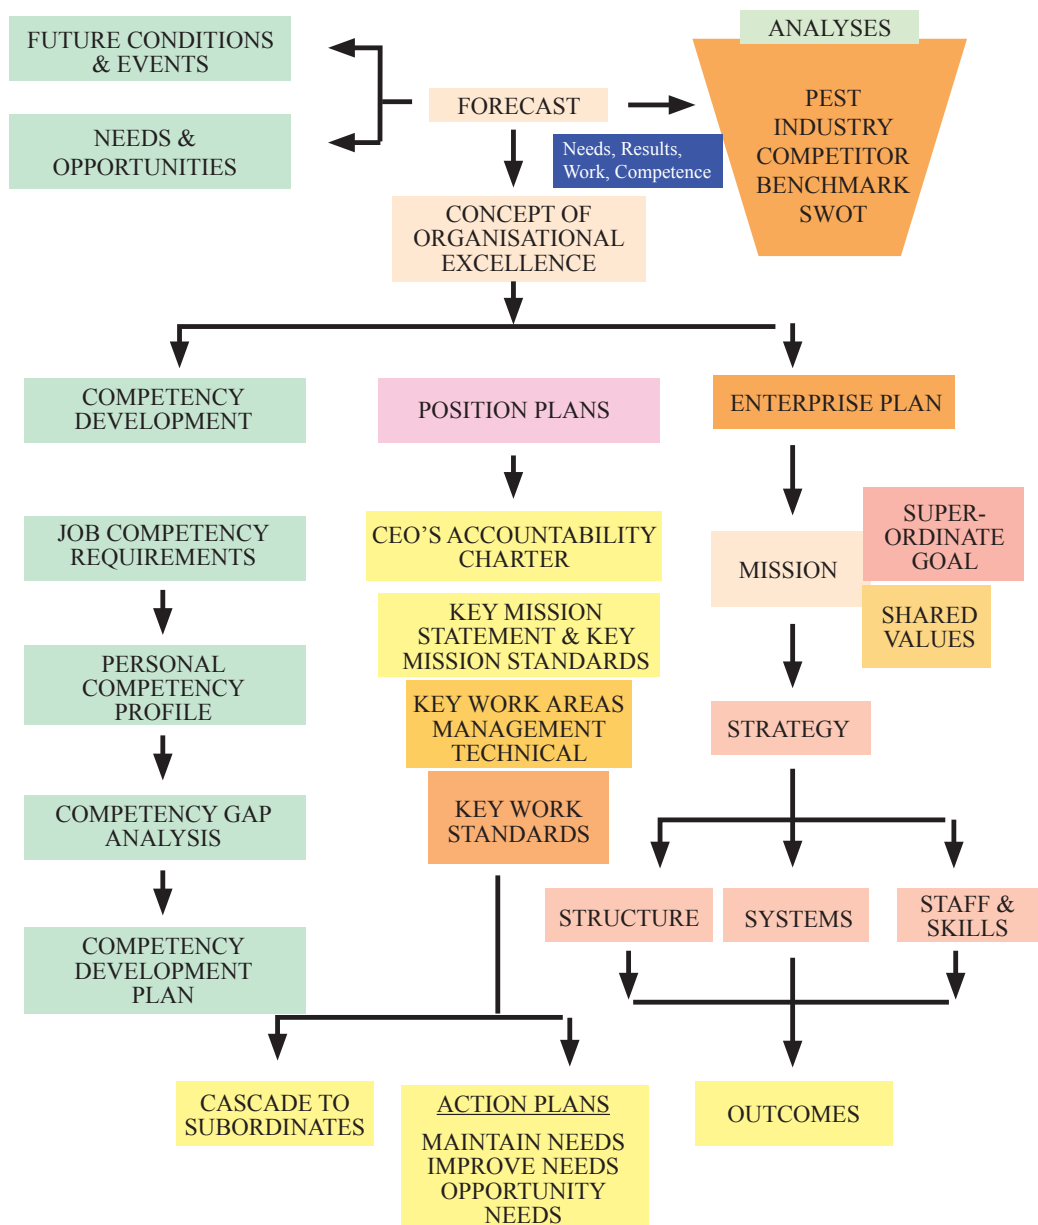 FUTURE CONDITIONS
& EVENTS
NEEDS &
OPPORTUNITIES
FORECAST
ANALYSES
PEST
INDUSTRY
COMPETITOR
BENCHMARK
SWOT
Needs, Results,
Work, Competence
CONCEPT OF
ORGANISATIONAL
EXCELLENCE
COMPETENCY
DEVELOPMENT
JOB COMPETENCY
REQUIREMENTS
PERSONAL
COMPETENCY
PROFILE
COMPETENCY GAP
ANALYSIS
COMPETENCY
DEVELOPMENT
PLAN
POSITION PLANS
CEO'S ACCOUNTABILITY
CHARTER
KEY MISSION
STATEMENT & KEY
MISSION STANDARDS
KEY WORK AREAS
MANAGEMENT
TECHNICAL
KEY WORK
STANDARDS
CASCADE TO
SUBORDINATES
ACTION PLANS
MAINTAIN NEEDS
IMPROVE NEEDS
OPPORTUNITY
NEEDS
ENTERPRISE PLAN
MISSION
SUPER-
ORDINATE
GOAL
SHARED
VALUES
STRATEGY
STRUCTURE
SYSTEMS
STAFF &
SKILLS
OUTCOMES